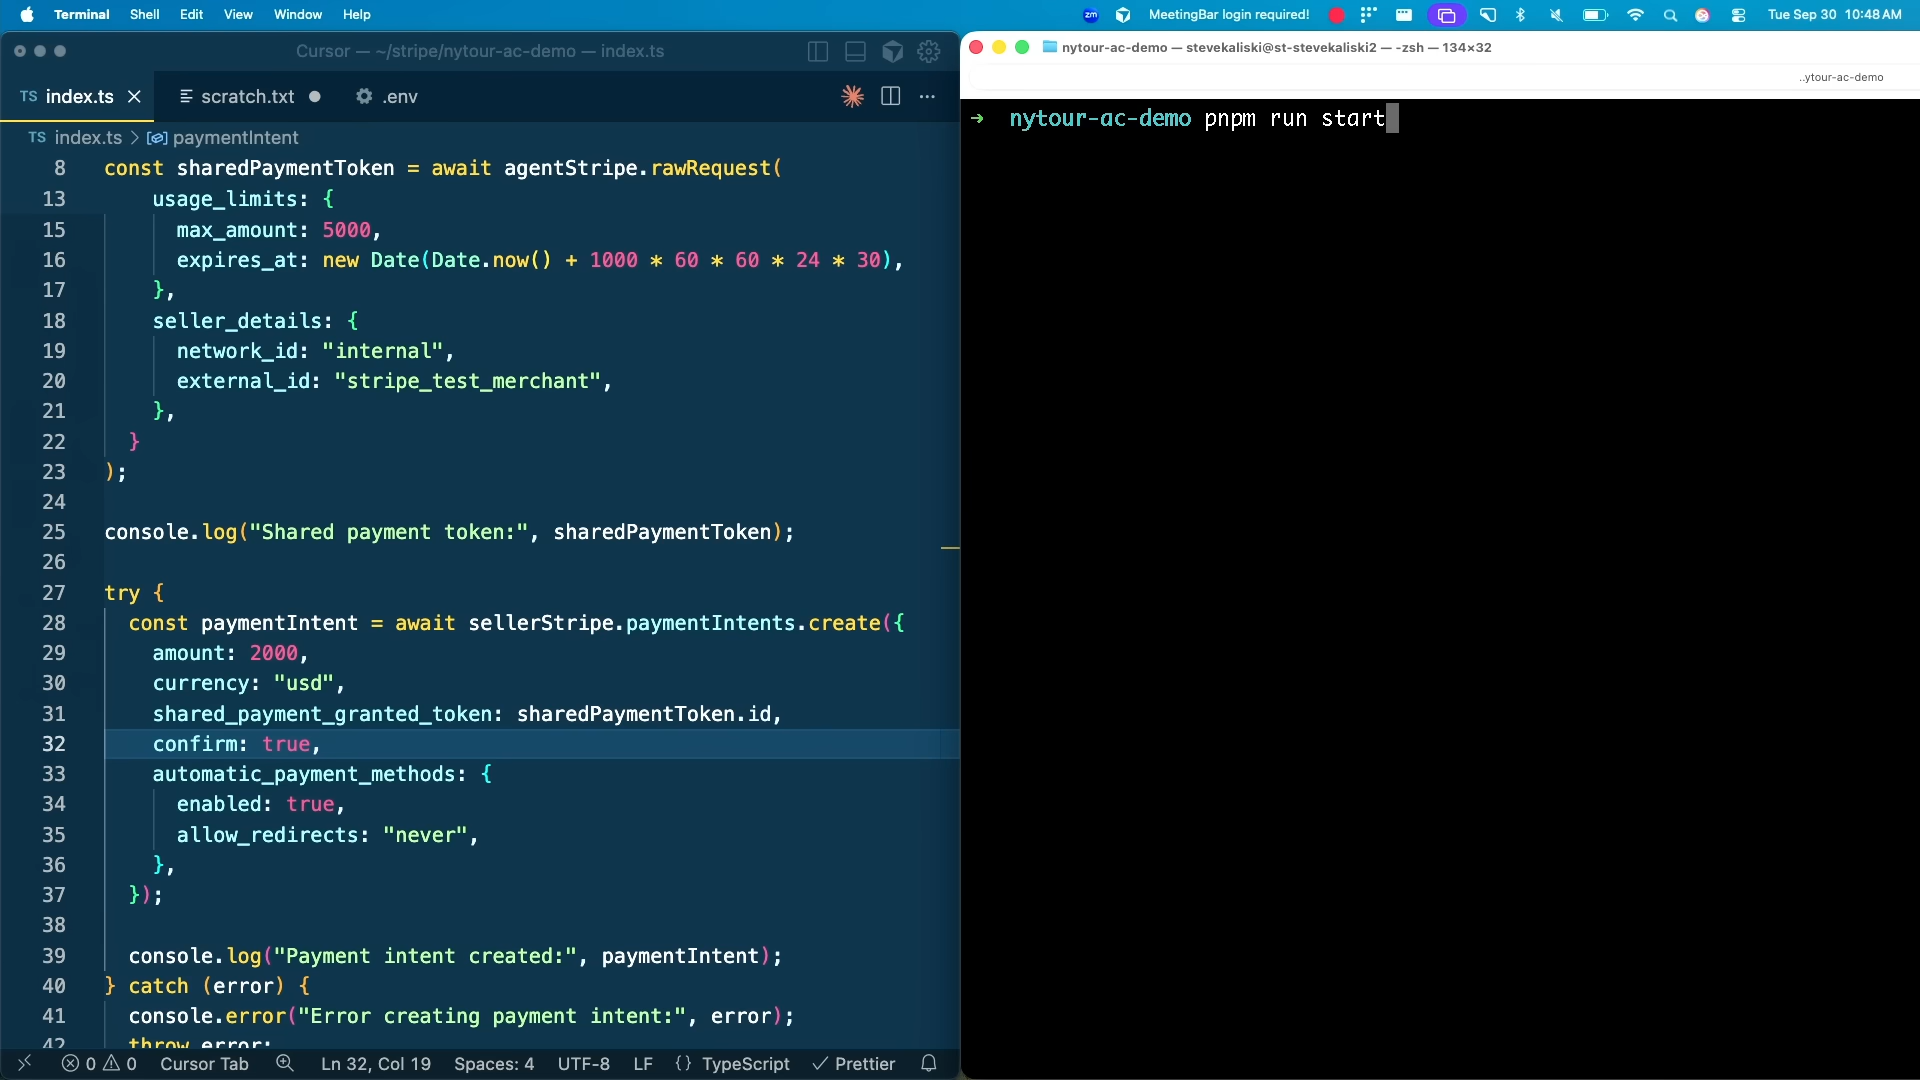 Terminal Shell Edit View Window Help
zm MeetingBar login required! Tue Sep 30 10:48 AM
Cursor — ~/stripe/nytour-ac-demo — index.ts
TS index.ts scratch.txt .env
TS index.ts > paymentIntent
8 const sharedPaymentToken = await agentStripe.rawRequest(
13 usage_limits: {
15 max_amount: 5000,
16 expires_at: new Date(Date.now() + 1000 * 60 * 60 * 24 * 30),
17 },
18 seller_details: {
19 network_id: "internal",
20 external_id: "stripe_test_merchant",
21 },
22 }
23 );
24
25 console.log("Shared payment token:", sharedPaymentToken);
26
27 try {
28 const paymentIntent = await sellerStripe.paymentIntents.create({
29 amount: 2000,
30 currency: "usd",
31 shared_payment_granted_token: sharedPaymentToken.id,
32 confirm: true,
33 automatic_payment_methods: {
34 enabled: true,
35 allow_redirects: "never",
36 },
37 });
38
39 console.log("Payment intent created:", paymentIntent);
40 } catch (error) {
41 console.error("Error creating payment intent:", error);
42 throw error;
0 0 Cursor Tab Ln 32, Col 19 Spaces: 4 UTF-8 LF {} TypeScript Prettier
nytour-ac-demo — stevekaliski@st-stevekaliski2 — -zsh — 134×32
..ytour-ac-demo
→ nytour-ac-demo pnpm run start